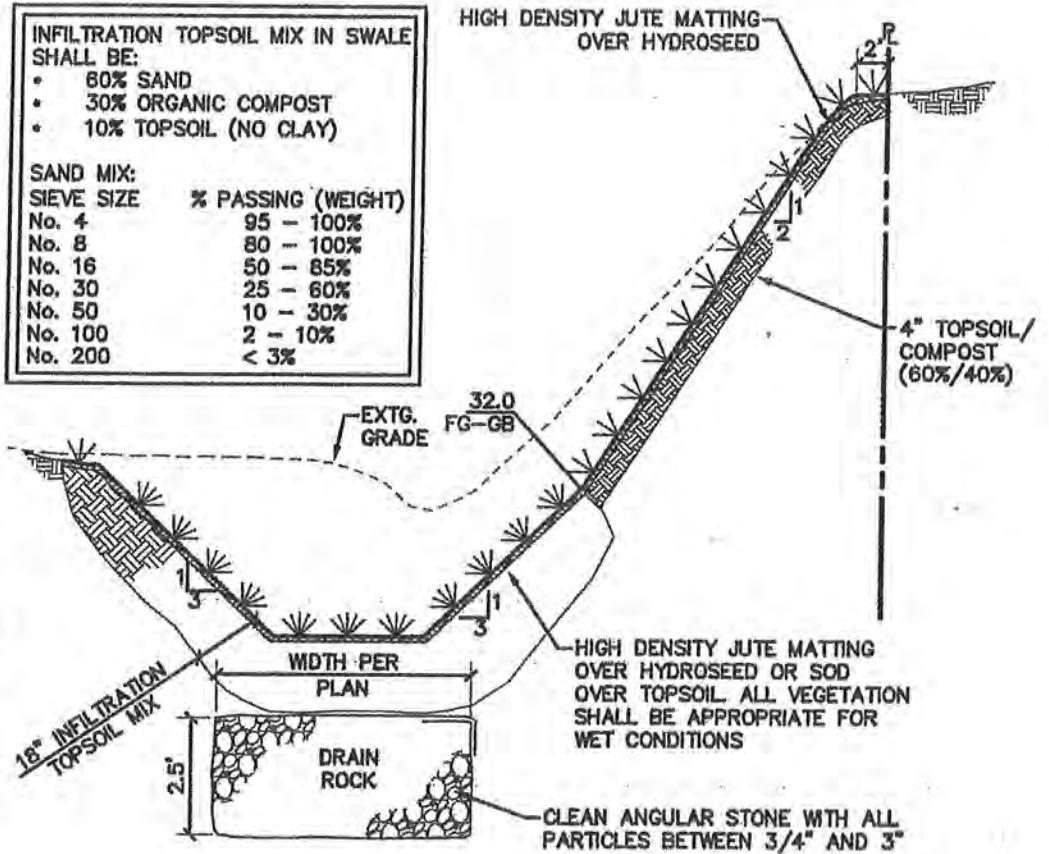 INFILTRATION TOPSOIL MIX IN SWALE
SHALL BE:
• 60% SAND
• 30% ORGANIC COMPOST
• 10% TOPSOIL (NO CLAY)
SAND MIX:
SIEVE SIZE % PASSING (WEIGHT)
No. 4 95 – 100%
No. 8 80 – 100%
No. 16 50 – 85%
No. 30 25 – 60%
No. 50 10 – 30%
No. 100 2 – 10%
No. 200 < 3%
HIGH DENSITY JUTE MATTING
OVER HYDROSEED
PL
2'
1
2
4" TOPSOIL/
COMPOST
(60%/40%)
EXTG.
GRADE
32.0
FG–GB
1
3
1
3
WIDTH PER
PLAN
18" INFILTRATION
TOPSOIL MIX
HIGH DENSITY JUTE MATTING
OVER HYDROSEED OR SOD
OVER TOPSOIL. ALL VEGETATION
SHALL BE APPROPRIATE FOR
WET CONDITIONS
2.5'
DRAIN
ROCK
CLEAN ANGULAR STONE WITH ALL
PARTICLES BETWEEN 3/4" AND 3"